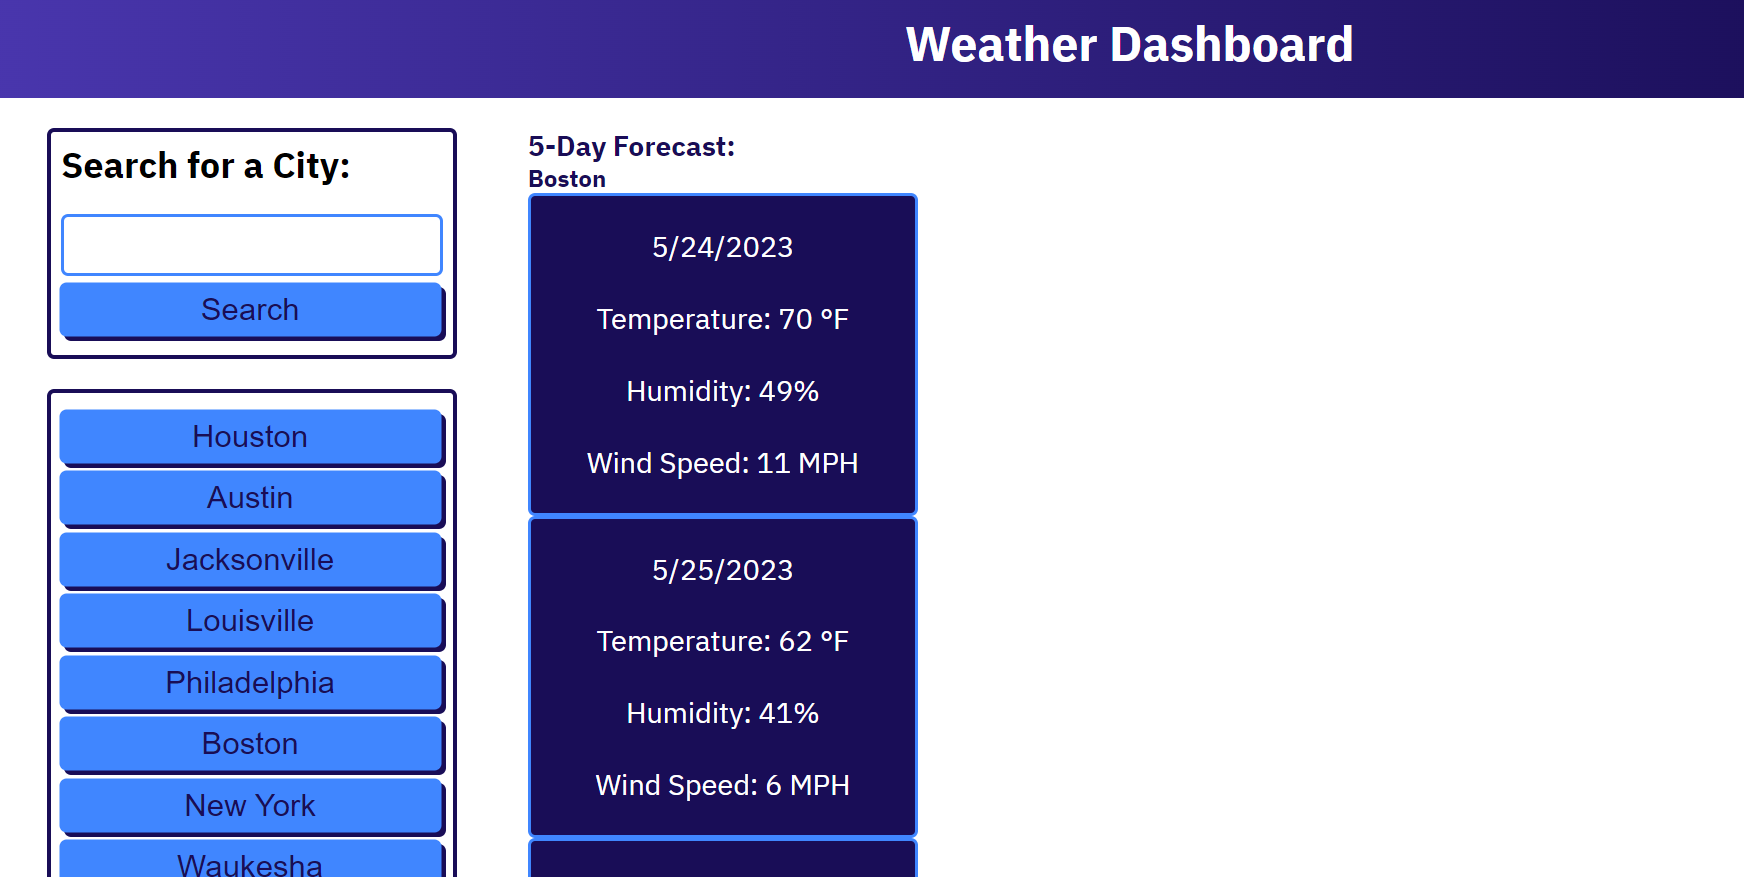 Weather Dashboard
Search for a City:
Search
Houston
Austin
Jacksonville
Louisville
Philadelphia
Boston
New York
Waukesha
5-Day Forecast:
Boston
5/24/2023
Temperature: 70 °F
Humidity: 49%
Wind Speed: 11 MPH
5/25/2023
Temperature: 62 °F
Humidity: 41%
Wind Speed: 6 MPH